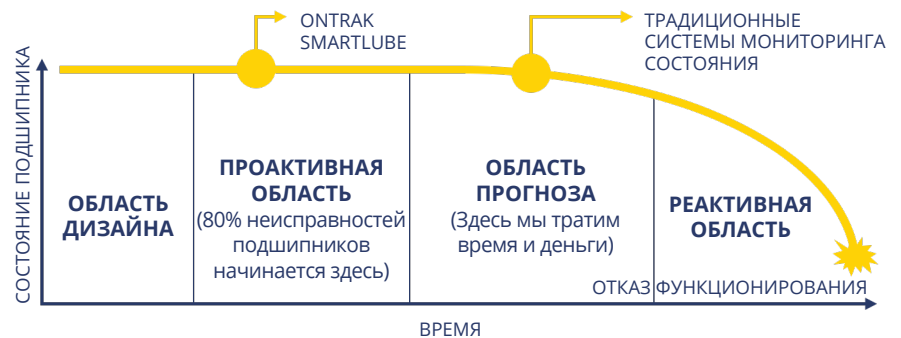 ONTRAK
SMARTLUBE
ТРАДИЦИОННЫЕ
СИСТЕМЫ МОНИТОРИНГА
СОСТОЯНИЯ
СОСТОЯНИЕ ПОДШИПНИКА
ОБЛАСТЬ
ДИЗАЙНА
ПРОАКТИВНАЯ
ОБЛАСТЬ
(80% неисправностей
подшипников
начинается здесь)
ОБЛАСТЬ
ПРОГНОЗА
(Здесь мы тратим
время и деньги)
РЕАКТИВНАЯ
ОБЛАСТЬ
ОТКАЗ ФУНКЦИОНИРОВАНИЯ
ВРЕМЯ